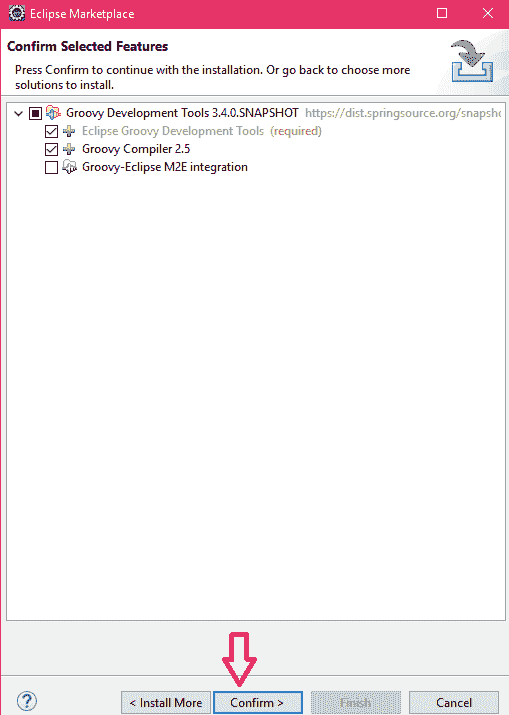 Eclipse Marketplace
Confirm Selected Features
Press Confirm to continue with the installation. Or go back to choose more
solutions to install.
Groovy Development Tools 3.4.0.SNAPSHOT https://dist.springsource.org/snapsho
Eclipse Groovy Development Tools (required)
Groovy Compiler 2.5
Groovy-Eclipse M2E integration
? < Install More Confirm > Finish Cancel